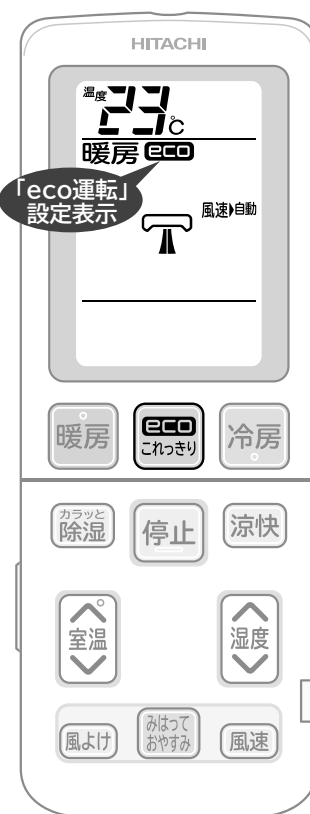 HITACHI
温度 23℃
暖房 eco
「eco運転」
設定表示
風速 自動
暖房
eco
これっきり
冷房
カラッと
除湿
停止
涼快
室温
湿度
風よけ
みはって
おやすみ
風速